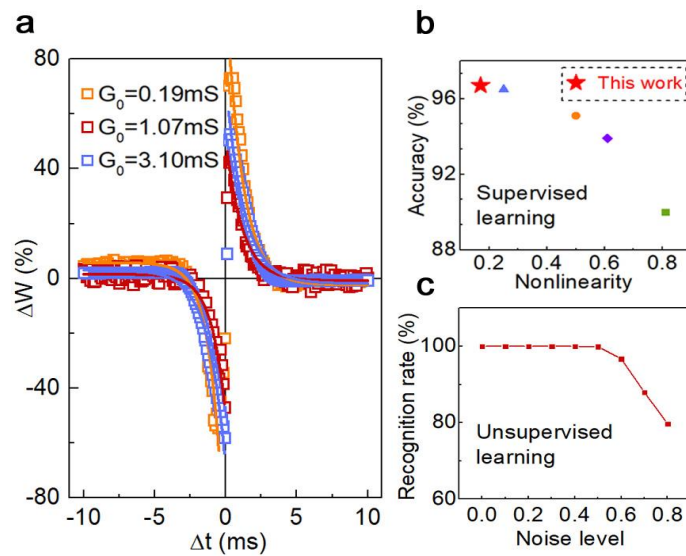 a
80
40
0
-40
-80
-10
-5
0
5
10
ΔW (%)
Δt (ms)
G₀=0.19mS
G₀=1.07mS
G₀=3.10mS
b
96
92
88
0.2
0.4
0.6
0.8
Accuracy (%)
Nonlinearity
This work
Supervised
learning
c
100
80
60
0.0
0.2
0.4
0.6
0.8
Recognition rate (%)
Noise level
Unsupervised
learning